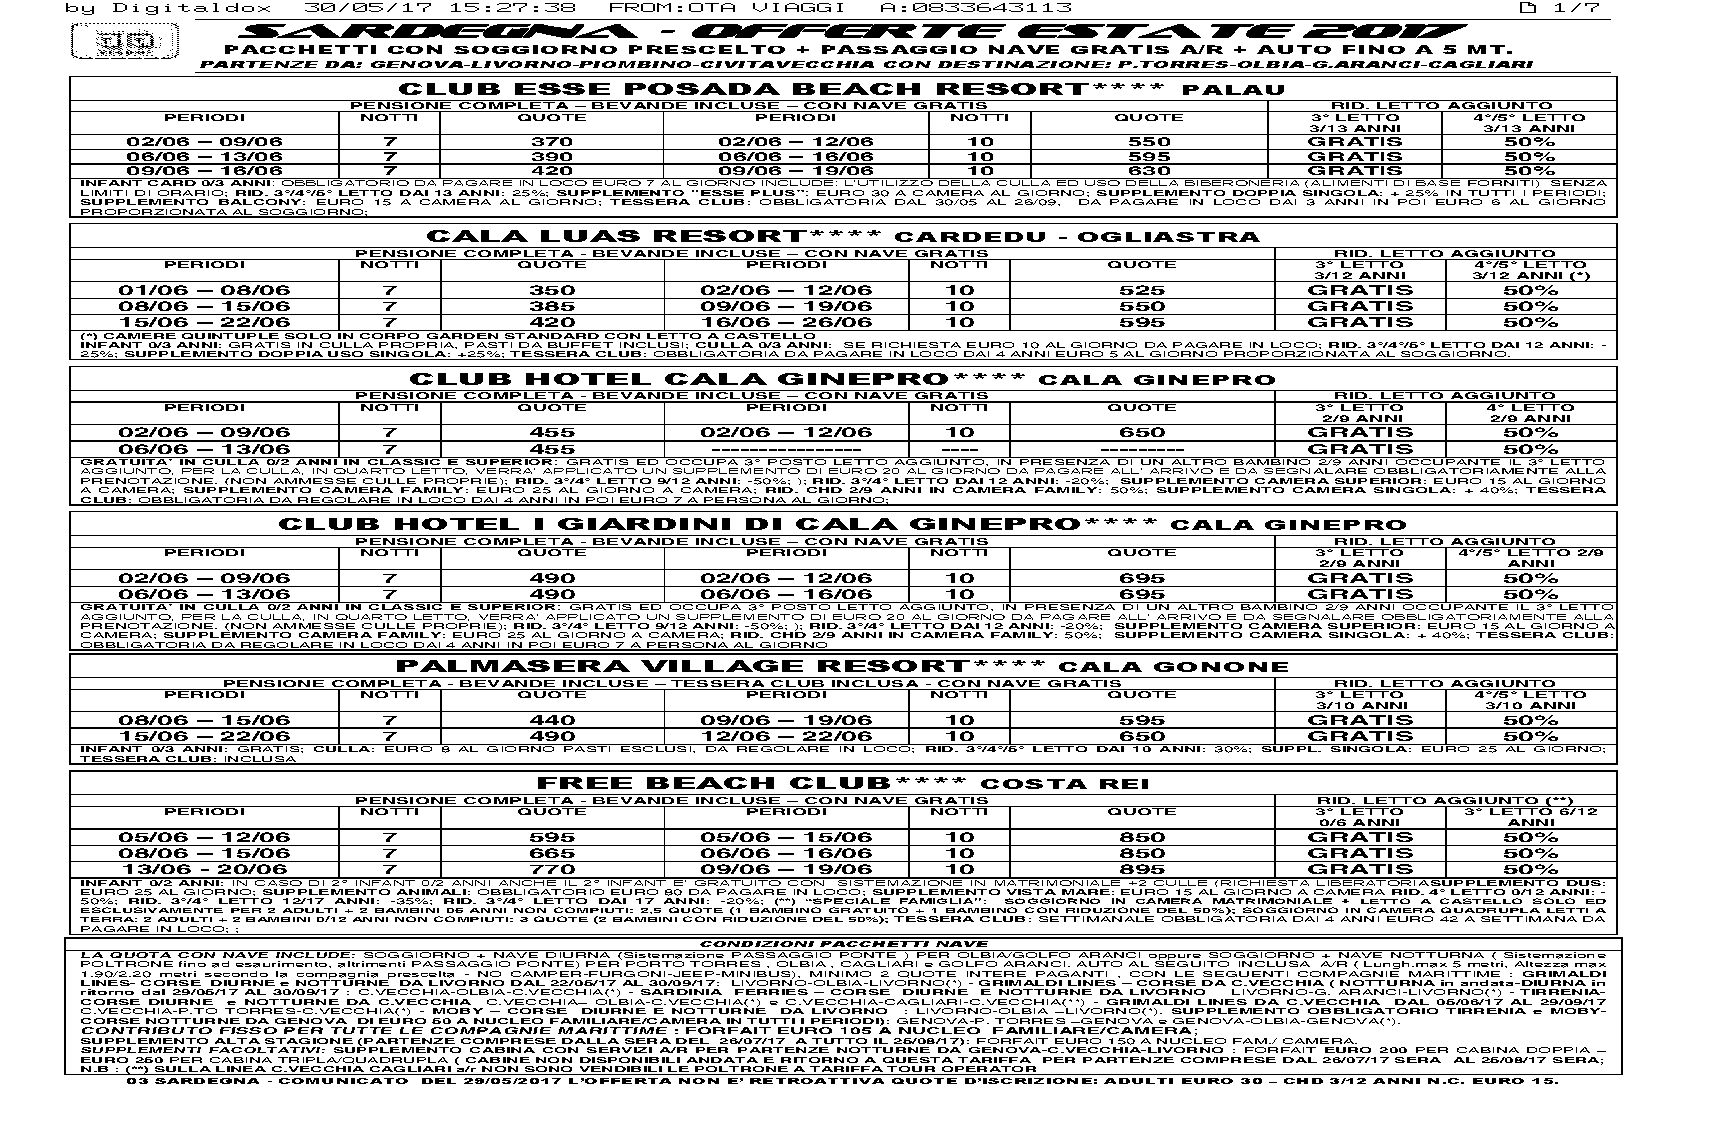 by Digitaldox 30/05/17 15:27:38 FROM:OTA VIAGGI A:0833643113 1/7
SARDEGNA - OFFERTE ESTATE 2017
PACCHETTI CON SOGGIORNO PRESCELTO + PASSAGGIO NAVE GRATIS A/R + AUTO FINO A 5 MT.
PARTENZE DA: GENOVA-LIVORNO-PIOMBINO-CIVITAVECCHIA CON DESTINAZIONE: P.TORRES-OLBIA-G.ARANCI-CAGLIARI
CLUB ESSE POSADA BEACH RESORT**** PALAU
PENSIONE COMPLETA – BEVANDE INCLUSE – CON NAVE GRATIS RID. LETTO AGGIUNTO
PERIODI NOTTI QUOTE PERIODI NOTTI QUOTE 3° LETTO 4°/5° LETTO
3/13 ANNI 3/13 ANNI
02/06 – 09/06 7 370 02/06 – 12/06 10 550 GRATIS 50%
06/06 – 13/06 7 390 06/06 – 16/06 10 595 GRATIS 50%
09/06 – 16/06 7 420 09/06 – 19/06 10 630 GRATIS 50%
INFANT CARD 0/3 ANNI: OBBLIGATORIO DA PAGARE IN LOCO EURO 7 AL GIORNO INCLUDE: L'UTILIZZO DELLA CULLA ED USO DELLA BIBERONERIA (ALIMENTI DI BASE FORNITI) SENZA
LIMITI DI ORARIO; RID. 3°/4°/5° LETTO DAI 13 ANNI: 25%; SUPPLEMENTO "ESSE PLUS": EURO 30 A CAMERA AL GIORNO; SUPPLEMENTO DOPPIA SINGOLA: + 25% IN TUTTI I PERIODI;
SUPPLEMENTO BALCONY: EURO 15 A CAMERA AL GIORNO; TESSERA CLUB: OBBLIGATORIA DAL 30/05 AL 26/09, DA PAGARE IN LOCO DAI 3 ANNI IN POI EURO 6 AL GIORNO
PROPORZIONATA AL SOGGIORNO;
CALA LUAS RESORT**** CARDEDU - OGLIASTRA
PENSIONE COMPLETA - BEVANDE INCLUSE – CON NAVE GRATIS RID. LETTO AGGIUNTO
PERIODI NOTTI QUOTE PERIODI NOTTI QUOTE 3° LETTO 4°/5° LETTO
3/12 ANNI 3/12 ANNI (*)
01/06 – 08/06 7 350 02/06 – 12/06 10 525 GRATIS 50%
08/06 – 15/06 7 385 09/06 – 19/06 10 550 GRATIS 50%
15/06 – 22/06 7 420 16/06 – 26/06 10 595 GRATIS 50%
(*) CAMERE QUINTUPLE SOLO IN CORPO GARDEN STANDARD CON LETTO A CASTELLO
INFANT 0/3 ANNI: GRATIS IN CULLA PROPRIA, PASTI DA BUFFET INCLUSI; CULLA 0/3 ANNI: SE RICHIESTA EURO 10 AL GIORNO DA PAGARE IN LOCO; RID. 3°/4°/5° LETTO DAI 12 ANNI: -
25%; SUPPLEMENTO DOPPIA USO SINGOLA: +25%; TESSERA CLUB: OBBLIGATORIA DA PAGARE IN LOCO DAI 4 ANNI EURO 5 AL GIORNO PROPORZIONATA AL SOGGIORNO.
CLUB HOTEL CALA GINEPRO**** CALA GINEPRO
PENSIONE COMPLETA - BEVANDE INCLUSE – CON NAVE GRATIS RID. LETTO AGGIUNTO
PERIODI NOTTI QUOTE PERIODI NOTTI QUOTE 3° LETTO 4° LETTO
2/9 ANNI 2/9 ANNI
02/06 – 09/06 7 455 02/06 – 12/06 10 650 GRATIS 50%
06/06 – 13/06 7 455 ---------------- ---- --------- GRATIS 50%
GRATUITA' IN CULLA 0/2 ANNI IN CLASSIC E SUPERIOR: GRATIS ED OCCUPA 3° POSTO LETTO AGGIUNTO, IN PRESENZA DI UN ALTRO BAMBINO 2/9 ANNI OCCUPANTE IL 3° LETTO
AGGIUNTO, PER LA CULLA, IN QUARTO LETTO, VERRA' APPLICATO UN SUPPLEMENTO DI EURO 20 AL GIORNO DA PAGARE ALL' ARRIVO E DA SEGNALARE OBBLIGATORIAMENTE ALLA
PRENOTAZIONE. (NON AMMESSE CULLE PROPRIE); RID. 3°/4° LETTO 9/12 ANNI: -50%; ); RID. 3°/4° LETTO DAI 12 ANNI: -20%; SUPPLEMENTO CAMERA SUPERIOR: EURO 15 AL GIORNO
A CAMERA; SUPPLEMENTO CAMERA FAMILY: EURO 25 AL GIORNO A CAMERA; RID. CHD 2/9 ANNI IN CAMERA FAMILY: 50%; SUPPLEMENTO CAMERA SINGOLA: + 40%; TESSERA
CLUB: OBBLIGATORIA DA REGOLARE IN LOCO DAI 4 ANNI IN POI EURO 7 A PERSONA AL GIORNO;
CLUB HOTEL I GIARDINI DI CALA GINEPRO**** CALA GINEPRO
PENSIONE COMPLETA - BEVANDE INCLUSE – CON NAVE GRATIS RID. LETTO AGGIUNTO
PERIODI NOTTI QUOTE PERIODI NOTTI QUOTE 3° LETTO 4°/5° LETTO 2/9
2/9 ANNI ANNI
02/06 – 09/06 7 490 02/06 – 12/06 10 695 GRATIS 50%
06/06 – 13/06 7 490 06/06 – 16/06 10 695 GRATIS 50%
GRATUITA' IN CULLA 0/2 ANNI IN CLASSIC E SUPERIOR: GRATIS ED OCCUPA 3° POSTO LETTO AGGIUNTO, IN PRESENZA DI UN ALTRO BAMBINO 2/9 ANNI OCCUPANTE IL 3° LETTO
AGGIUNTO, PER LA CULLA, IN QUARTO LETTO, VERRA' APPLICATO UN SUPPLEMENTO DI EURO 20 AL GIORNO DA PAGARE ALL' ARRIVO E DA SEGNALARE OBBLIGATORIAMENTE ALLA
PRENOTAZIONE. (NON AMMESSE CULLE PROPRIE); RID. 3°/4° LETTO 9/12 ANNI: -50%; ); RID. 3°/4° LETTO DAI 12 ANNI: -20%; SUPPLEMENTO CAMERA SUPERIOR: EURO 15 AL GIORNO A
CAMERA; SUPPLEMENTO CAMERA FAMILY: EURO 25 AL GIORNO A CAMERA; RID. CHD 2/9 ANNI IN CAMERA FAMILY: 50%; SUPPLEMENTO CAMERA SINGOLA: + 40%; TESSERA CLUB:
OBBLIGATORIA DA REGOLARE IN LOCO DAI 4 ANNI IN POI EURO 7 A PERSONA AL GIORNO
PALMASERA VILLAGE RESORT**** CALA GONONE
PENSIONE COMPLETA - BEVANDE INCLUSE – TESSERA CLUB INCLUSA - CON NAVE GRATIS RID. LETTO AGGIUNTO
PERIODI NOTTI QUOTE PERIODI NOTTI QUOTE 3° LETTO 4°/5° LETTO
3/10 ANNI 3/10 ANNI
08/06 – 15/06 7 440 09/06 – 19/06 10 595 GRATIS 50%
15/06 – 22/06 7 490 12/06 – 22/06 10 650 GRATIS 50%
INFANT 0/3 ANNI: GRATIS; CULLA: EURO 8 AL GIORNO PASTI ESCLUSI, DA REGOLARE IN LOCO; RID. 3°/4°/5° LETTO DAI 10 ANNI: 30%; SUPPL. SINGOLA: EURO 25 AL GIORNO;
TESSERA CLUB: INCLUSA
FREE BEACH CLUB**** COSTA REI
PENSIONE COMPLETA - BEVANDE INCLUSE – CON NAVE GRATIS RID. LETTO AGGIUNTO (**)
PERIODI NOTTI QUOTE PERIODI NOTTI QUOTE 3° LETTO 3° LETTO 6/12
0/6 ANNI ANNI
05/06 – 12/06 7 595 05/06 – 15/06 10 850 GRATIS 50%
08/06 – 15/06 7 665 06/06 – 16/06 10 850 GRATIS 50%
13/06 - 20/06 7 770 09/06 – 19/06 10 895 GRATIS 50%
INFANT 0/2 ANNI: IN CASO DI 2° INFANT 0/2 ANNI ANCHE IL 2° INFANT E' GRATUITO CON SISTEMAZIONE IN MATRIMONIALE +2 CULLE (RICHIESTA LIBERATORIASUPPLEMENTO DUS:
EURO 25 AL GIORNO; SUPPLEMENTO ANIMALI: OBBLIGATORIO EURO 60 DA PAGARE IN LOCO; SUPPLEMENTO VISTA MARE: EURO 15 AL GIORNO A CAMERA RID. 4° LETTO 0/12 ANNI: -
50%; RID. 3°/4° LETTO 12/17 ANNI: -35%; RID. 3°/4° LETTO DAI 17 ANNI: -20%; (**) "SPECIALE FAMIGLIA": SOGGIORNO IN CAMERA MATRIMONIALE + LETTO A CASTELLO SOLO ED
ESCLUSIVAMENTE PER 2 ADULTI + 2 BAMBINI 06 ANNI NON COMPIUTI: 2,5 QUOTE (1 BAMBINO GRATUITO + 1 BAMBINO CON RIDUZIONE DEL 50%); SOGGIORNO IN CAMERA QUADRUPLA LETTI A
TERRA: 2 ADULTI + 2 BAMBINI 0/12 ANNI NON COMPIUTI: 3 QUOTE (2 BAMBINI CON RIDUZIONE DEL 50%); TESSERA CLUB: SETTIMANALE OBBLIGATORIA DAI 4 ANNI EURO 42 A SETTIMANA DA
PAGARE IN LOCO; ;
CONDIZIONI PACCHETTI NAVE
LA QUOTA CON NAVE INCLUDE: SOGGIORNO + NAVE DIURNA (Sistemazione PASSAGGIO PONTE ) PER OLBIA/GOLFO ARANCI oppure SOGGIORNO + NAVE NOTTURNA ( Sistemazione
POLTRONE fino ad esaurimento, altrimenti PASSAGGIO PONTE) PER PORTO TORRES , OLBIA, CAGLIARI e GOLFO ARANCI. AUTO AL SEGUITO INCLUSA A/R ( Lungh.max 5 metri, Altezza max
1.90/2.20 metri secondo la compagnia prescelta - NO CAMPER-FURGONI-JEEP-MINIBUS), MINIMO 2 QUOTE INTERE PAGANTI , CON LE SEGUENTI COMPAGNIE MARITTIME : GRIMALDI
LINES- CORSE DIURNE e NOTTURNE DA LIVORNO DAL 22/05/17 AL 30/09/17: LIVORNO-OLBIA-LIVORNO(*) - GRIMALDI LINES – CORSE DA C.VECCHIA ( NOTTURNA in andata-DIURNA in
ritorno dal 29/05/17 AL 30/09/17 : C.VECCHIA-OLBIA-C.VECCHIA(*) - SARDINIA FERRIES – CORSE DIURNE E NOTTURNE DA LIVORNO : LIVORNO-G. ARANCI-LIVORNO(*) - TIRRENIA-
CORSE DIURNE e NOTTURNE DA C.VECCHIA C.VECCHIA– OLBIA-C.VECCHIA(*) e C.VECCHIA-CAGLIARI-C.VECCHIA(**) - GRIMALDI LINES DA C.VECCHIA DAL 05/06/17 AL 29/09/17
C.VECCHIA-P.TO TORRES-C.VECCHIA(*) - MOBY – CORSE DIURNE E NOTTURNE DA LIVORNO : LIVORNO-OLBIA –LIVORNO(*). SUPPLEMENTO OBBLIGATORIO TIRRENIA e MOBY-
CORSE NOTTURNE DA GENOVA DI EURO 50 A NUCLEO FAMILIARE/CAMERA IN TUTTI I PERIODI): GENOVA-P. TORRES –GENOVA e GENOVA-OLBIA-GENOVA(*).
CONTRIBUTO FISSO PER TUTTE LE COMPAGNIE MARITTIME : FORFAIT EURO 105 A NUCLEO FAMILIARE/CAMERA;
SUPPLEMENTO ALTA STAGIONE (PARTENZE COMPRESE DALLA SERA DEL 26/07/17 A TUTTO IL 25/08/17): FORFAIT EURO 150 A NUCLEO FAM./ CAMERA.
SUPPLEMENTI FACOLTATIVI: SUPPLEMENTO CABINA CON SERVIZI A/R PER PARTENZE NOTTURNE DA GENOVA-C.VECCHIA-LIVORNO : FORFAIT EURO 200 PER CABINA DOPPIA –
EURO 250 PER CABINA TRIPLA/QUADRUPLA ( CABINE NON DISPONIBILI ANDATA E RITORNO A QUESTA TARIFFA PER PARTENZE COMPRESE DAL 26/07/17 SERA AL 25/08/17 SERA;
N.B : (**) SULLA LINEA C.VECCHIA CAGLIARI a/r NON SONO VENDIBILI LE POLTRONE A TARIFFA TOUR OPERATOR
03 SARDEGNA - COMUNICATO DEL 29/05/2017 L'OFFERTA NON E' RETROATTIVA QUOTE D'ISCRIZIONE: ADULTI EURO 30 – CHD 3/12 ANNI N.C. EURO 15.